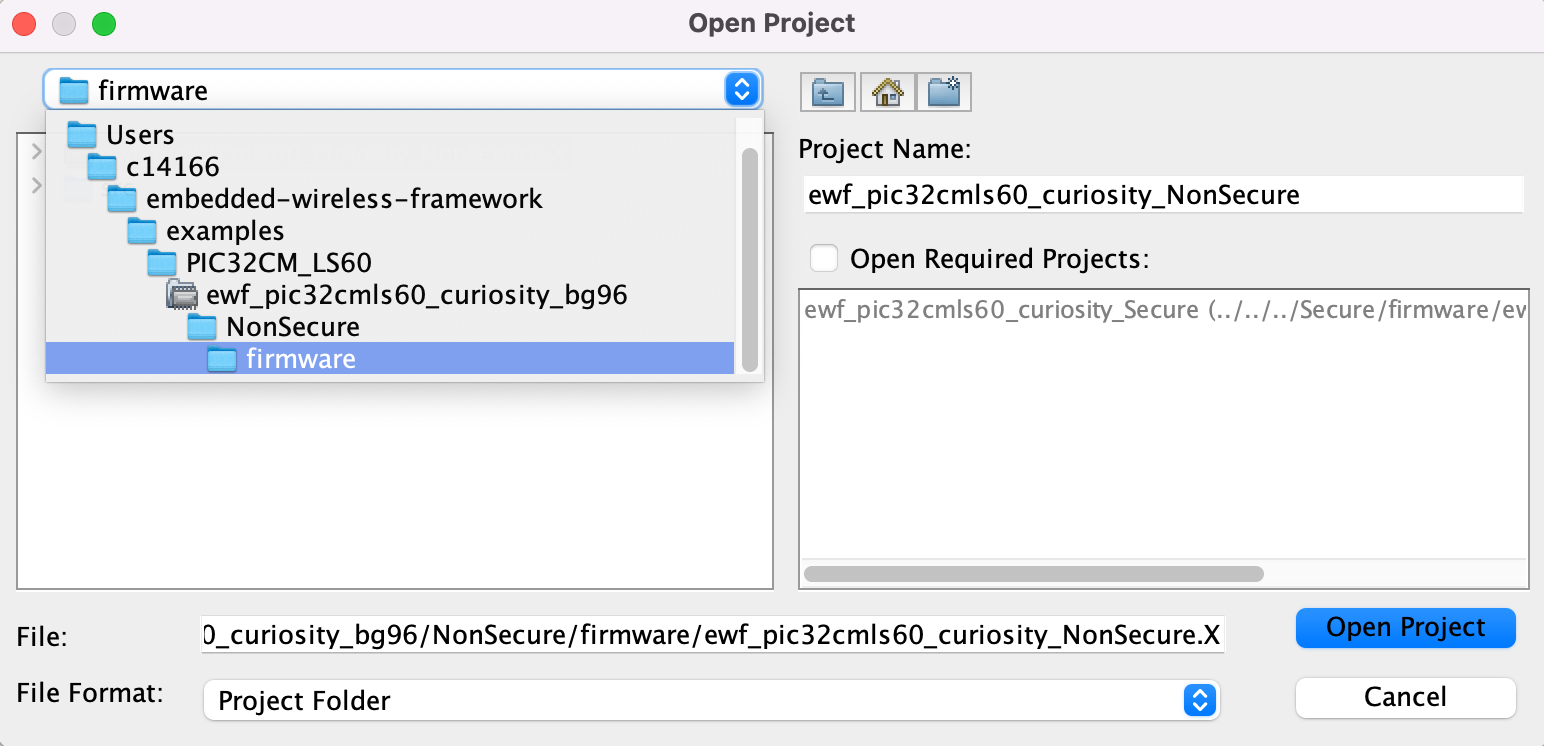 Open Project
firmware
Users
c14166
embedded-wireless-framework
examples
PIC32CM_LS60
ewf_pic32cmls60_curiosity_bg96
NonSecure
firmware
Project Name:
ewf_pic32cmls60_curiosity_NonSecure
Open Required Projects:
ewf_pic32cmls60_curiosity_Secure (../../../Secure/firmware/ew
File:
0_curiosity_bg96/NonSecure/firmware/ewf_pic32cmls60_curiosity_NonSecure.X
Open Project
File Format:
Project Folder
Cancel